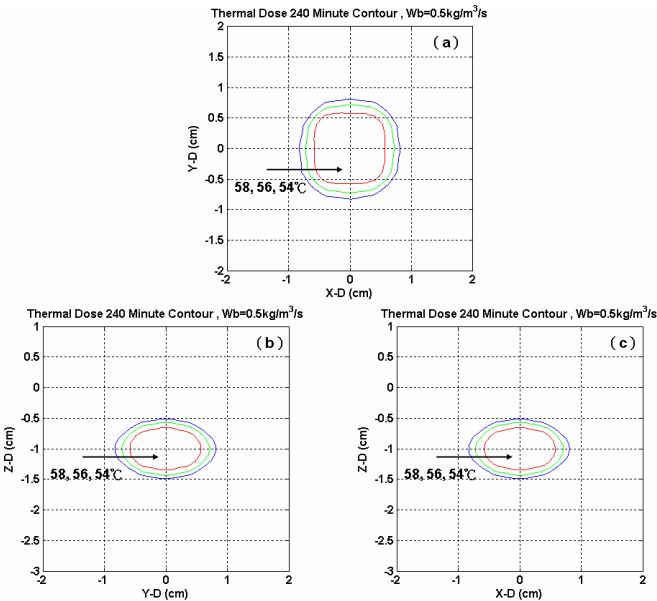 Thermal Dose 240 Minute Contour , Wb=0.5kg/m³/s
(a)
2
1.5
1
0.5
0
-0.5
-1
-1.5
-2
Y-D (cm)
58, 56, 54℃
-2 -1 0 1 2
X-D (cm)
Thermal Dose 240 Minute Contour , Wb=0.5kg/m³/s
(b)
1
0.5
0
-0.5
-1
-1.5
-2
-2.5
-3
Z-D (cm)
58, 56, 54℃
-2 -1 0 1 2
Y-D (cm)
Thermal Dose 240 Minute Contour , Wb=0.5kg/m³/s
(c)
1
0.5
0
-0.5
-1
-1.5
-2
-2.5
-3
Z-D (cm)
58, 56, 54℃
-2 -1 0 1 2
X-D (cm)